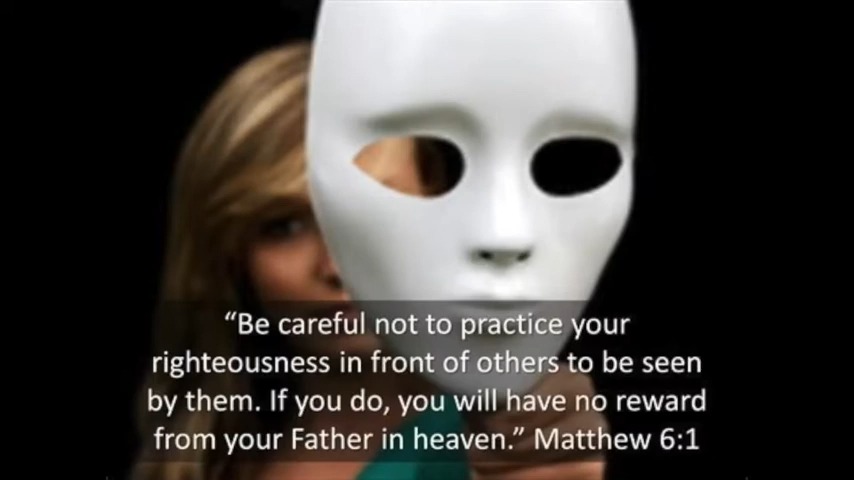 “Be careful not to practice your
righteousness in front of others to be seen
by them. If you do, you will have no reward
from your Father in heaven.” Matthew 6:1